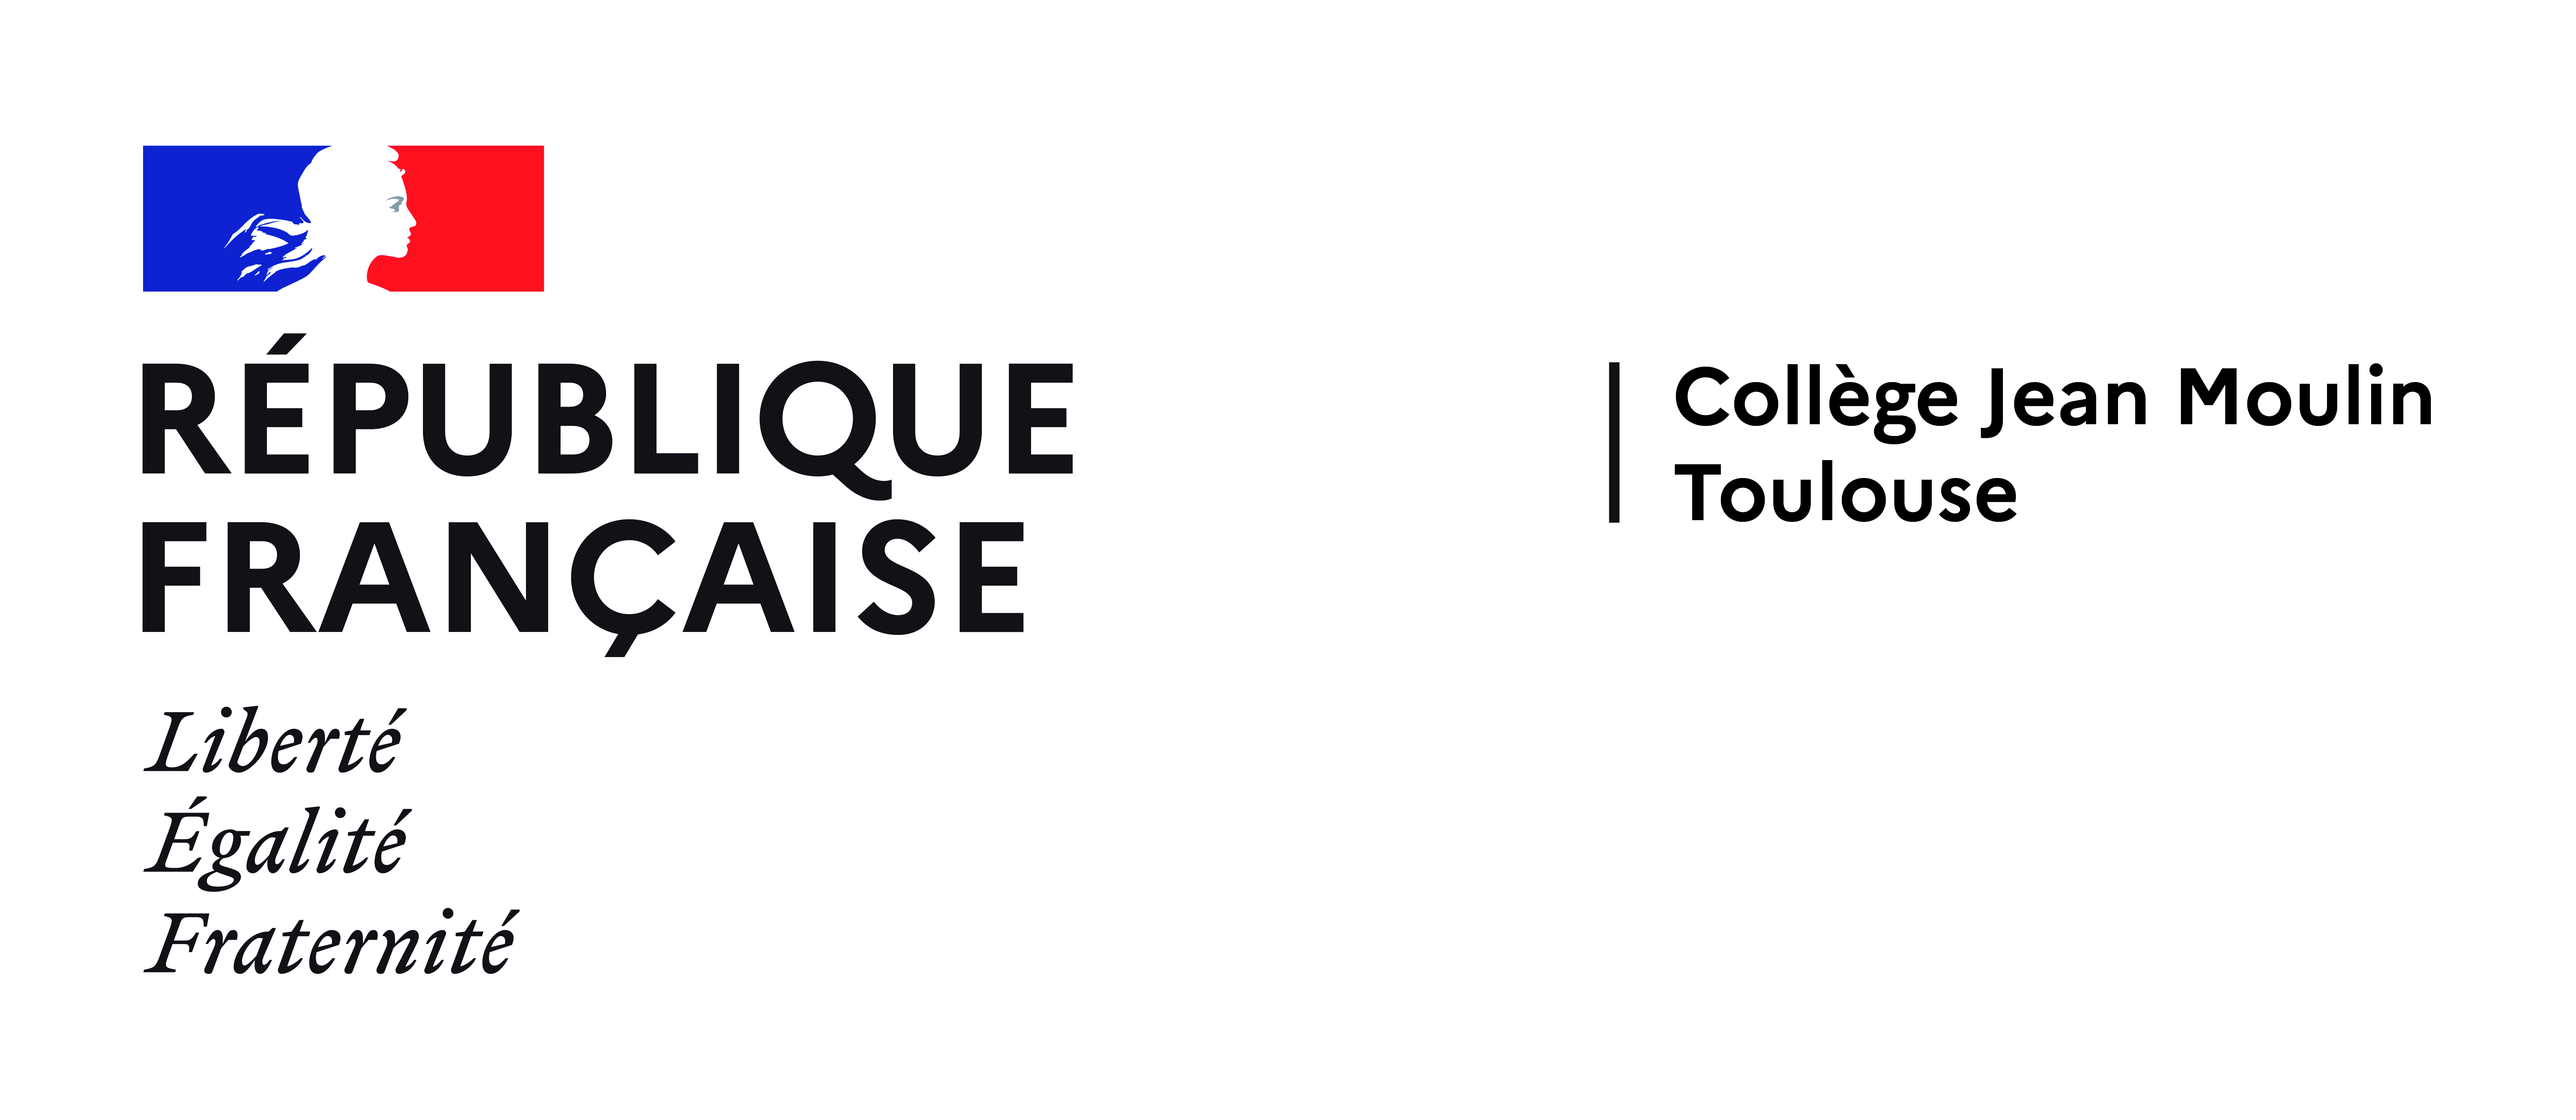 RÉPUBLIQUE
FRANÇAISE
Liberté
Égalité
Fraternité
Collège Jean Moulin
Toulouse